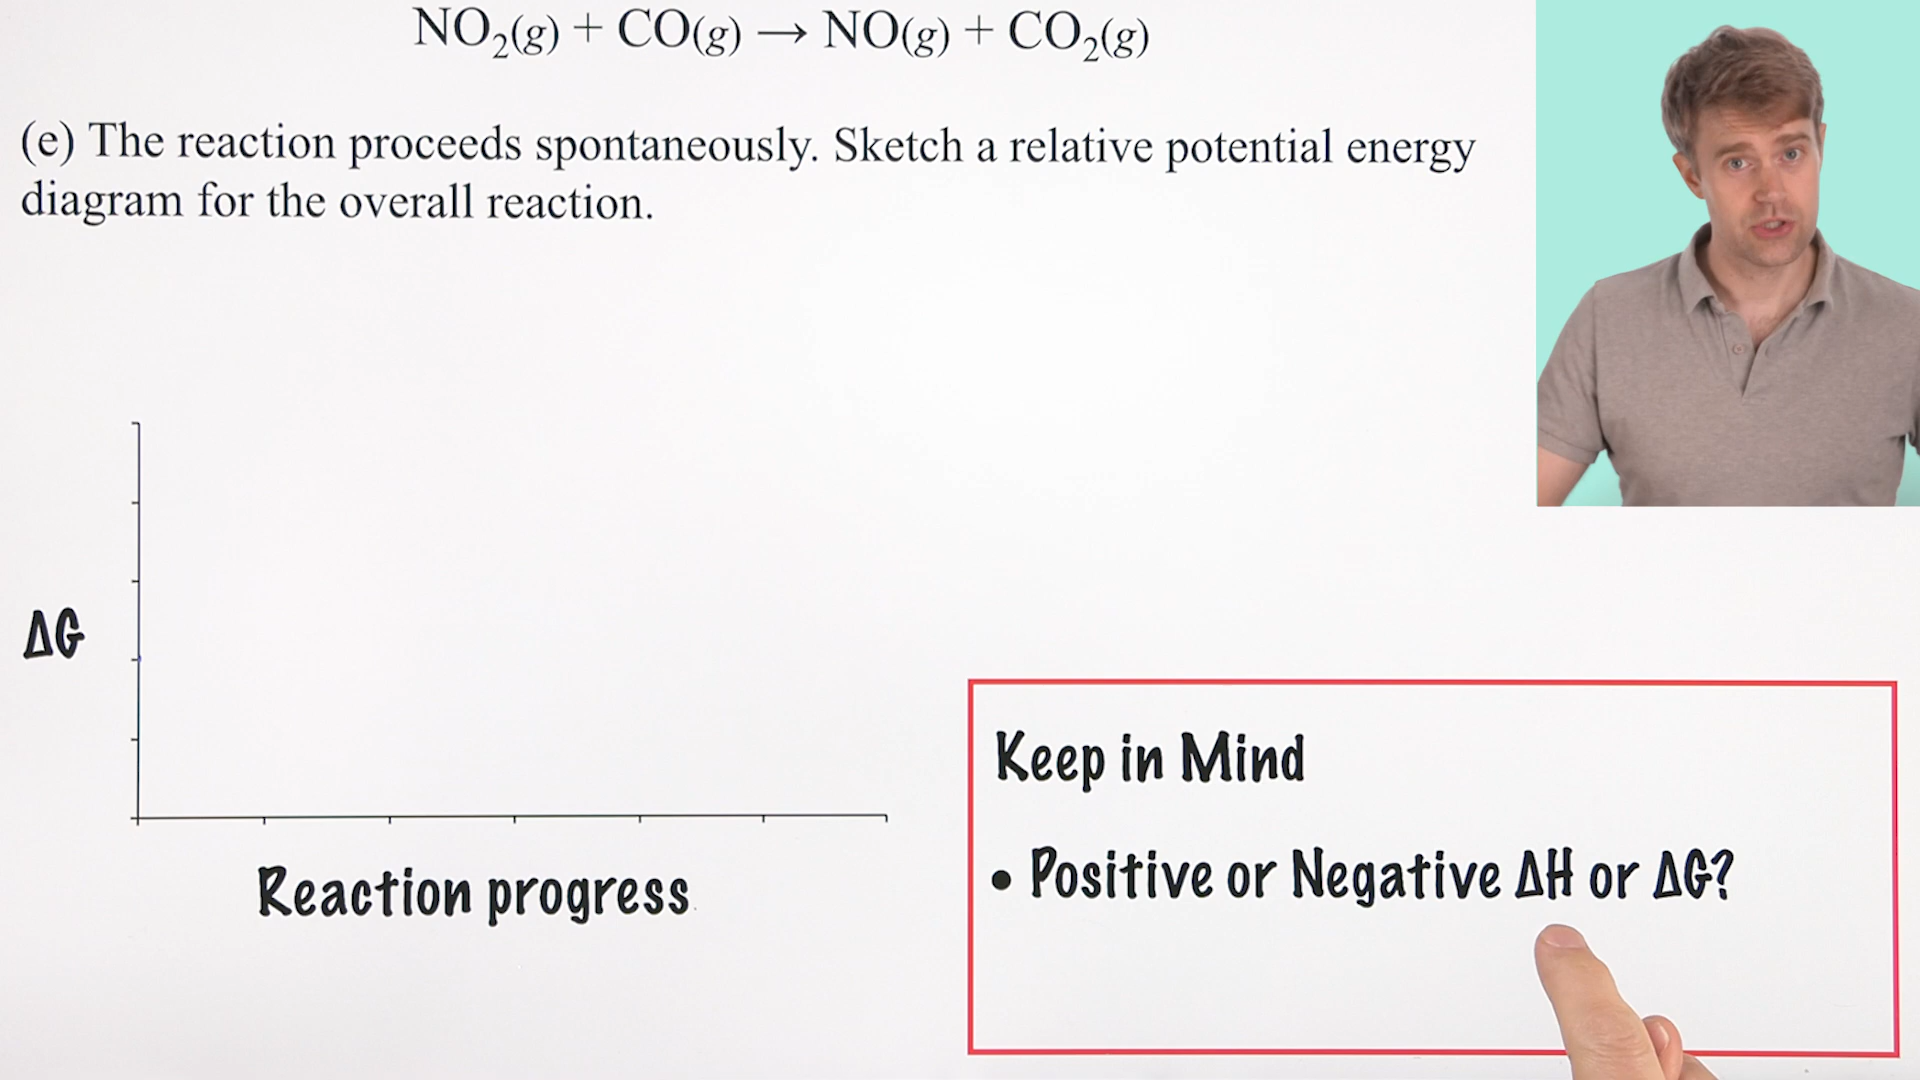 NO₂(g) + CO(g) → NO(g) + CO₂(g)
(e) The reaction proceeds spontaneously. Sketch a relative potential energy
diagram for the overall reaction.
ΔG
Keep in Mind
• Positive or Negative ΔH or ΔG?
Reaction progress